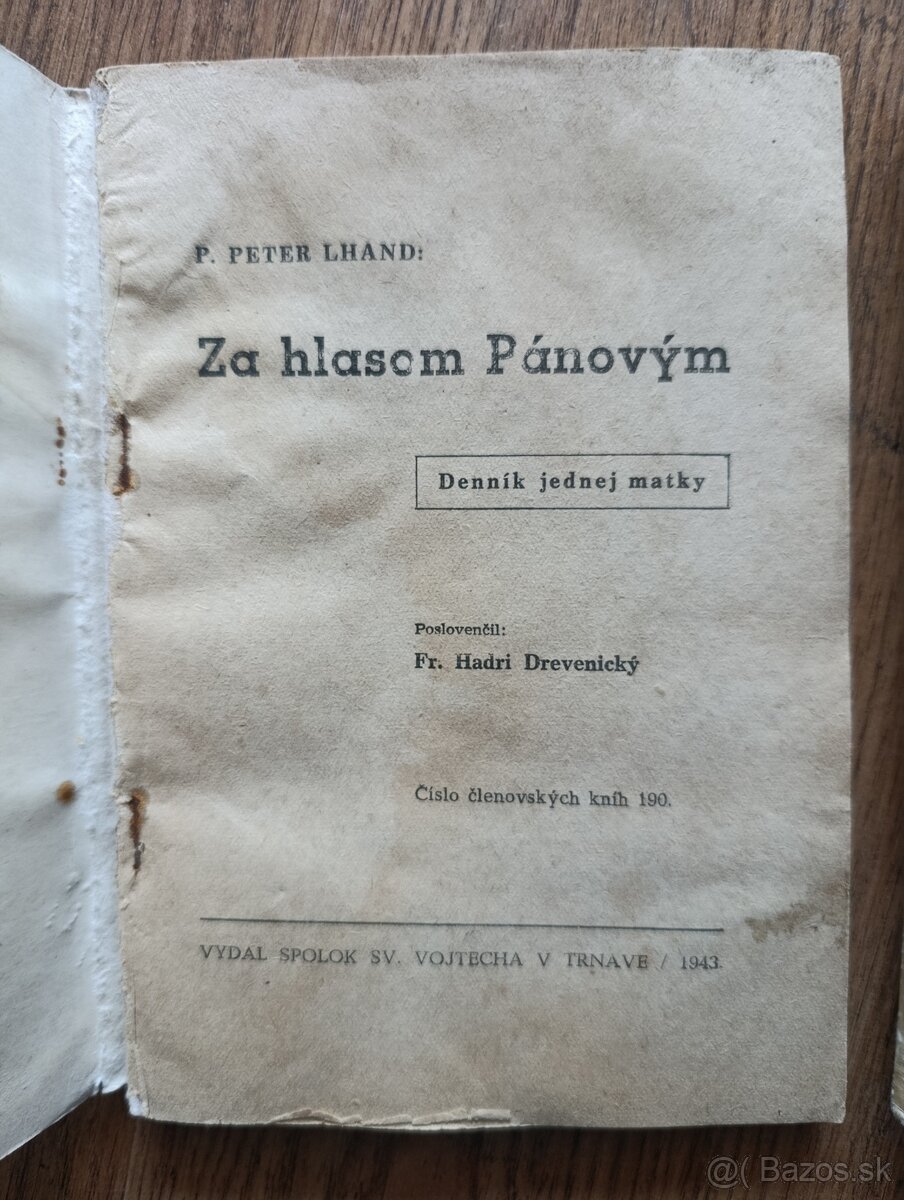 P. PETER LHAND:
Za hlasom Pánovým
Denník jednej matky
Poslovenčil:
Fr. Hadri Drevenický
Číslo členovských kníh 190.
VYDAL SPOLOK SV. VOJTECHA V TRNAVE / 1943.
@( Bazos.sk